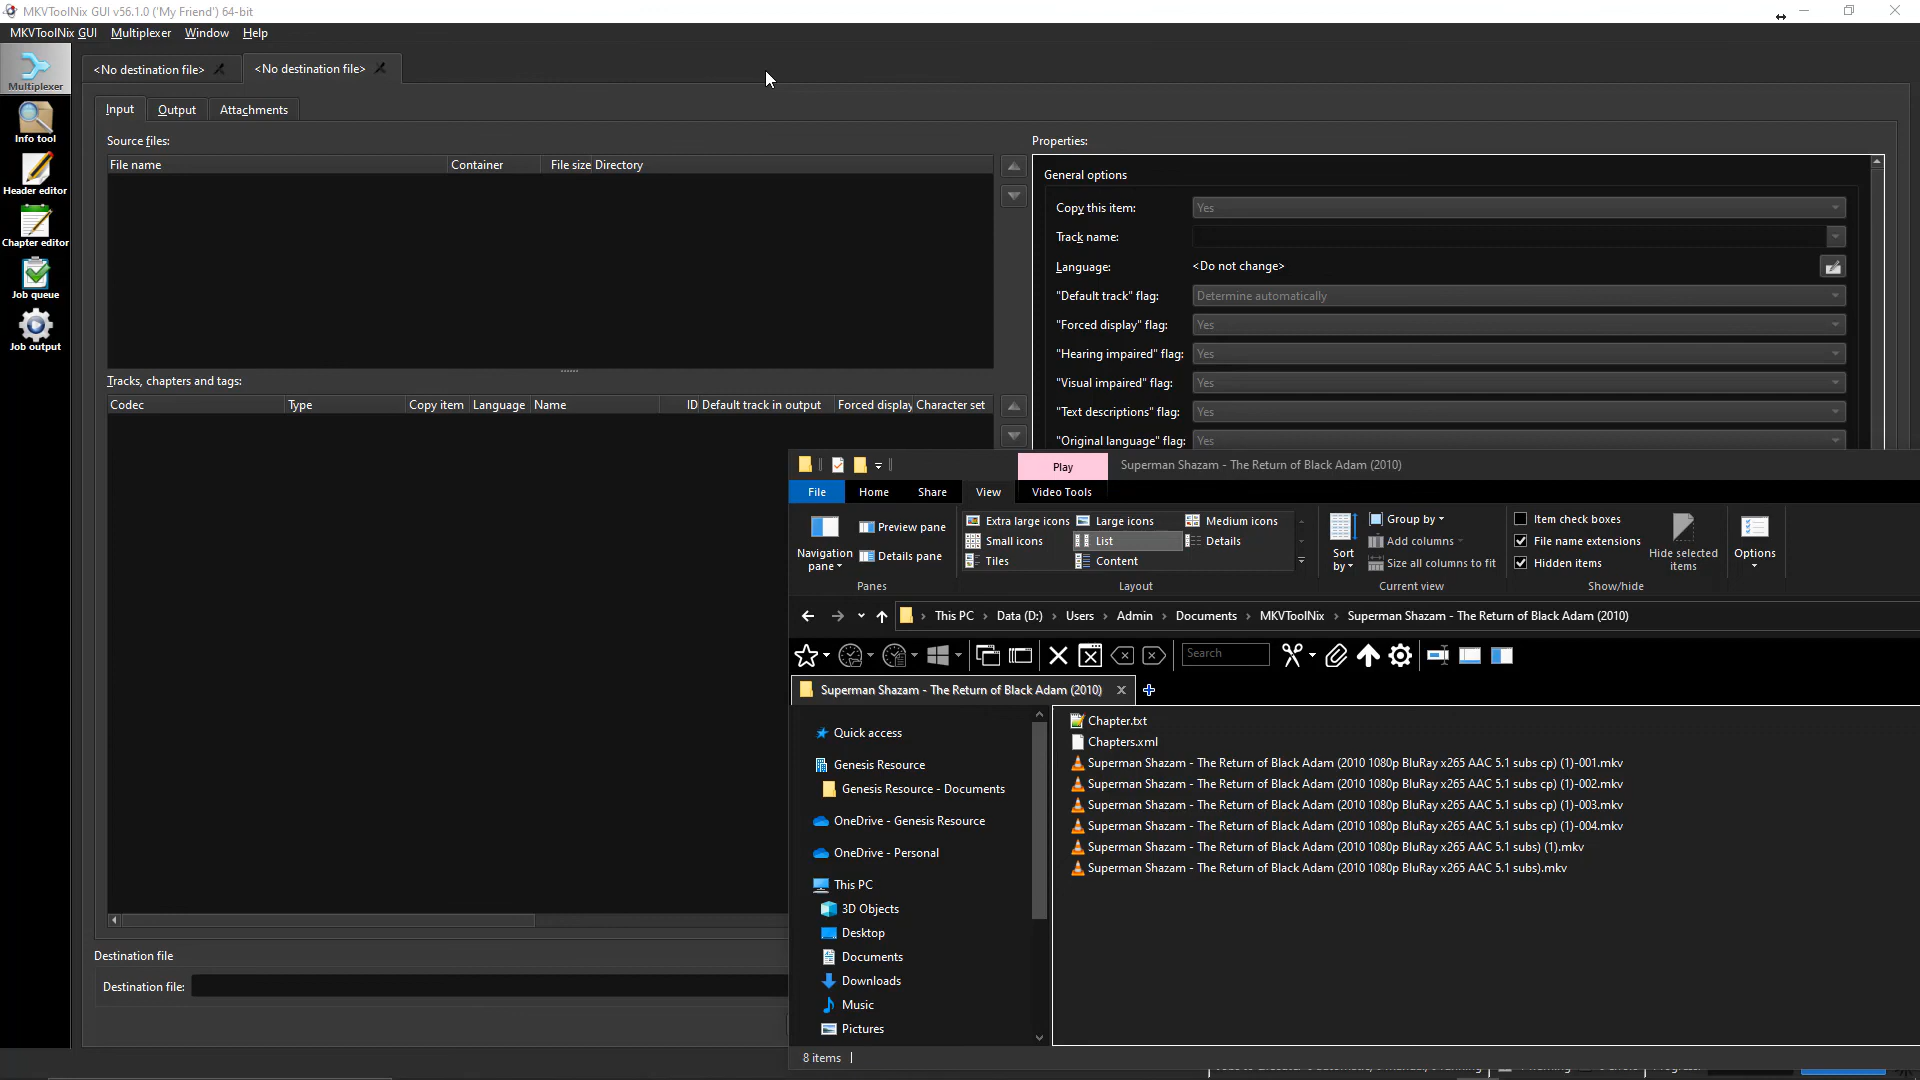 MKVToolNix GUI v56.1.0 ('My Friend') 64-bit
MKVToolNix GUI Multiplexer Window Help
Multiplexer
Info tool
Header editor
Chapter editor
Job queue
Job output
<No destination file> <No destination file>
Input Output Attachments
Source files:
File name Container File size Directory
Tracks, chapters and tags:
Codec Type Copy item Language Name ID Default track in output Forced display Character set
Destination file
Destination file:
Properties:
General options
Copy this item: Yes
Track name:
Language: <Do not change>
"Default track" flag: Determine automatically
"Forced display" flag: Yes
"Hearing impaired" flag: Yes
"Visual impaired" flag: Yes
"Text descriptions" flag: Yes
"Original language" flag: Yes
Play Superman Shazam - The Return of Black Adam (2010)
File Home Share View Video Tools
Navigation pane
Preview pane
Details pane
Panes
Extra large icons Large icons Medium icons
Small icons List Details
Tiles Content
Layout
Sort by
Group by
Add columns
Size all columns to fit
Current view
Item check boxes
File name extensions
Hidden items
Hide selected items
Show/hide
Options
This PC Data (D:) Users Admin Documents MKVToolNix Superman Shazam - The Return of Black Adam (2010)
Search
Superman Shazam - The Return of Black Adam (2010)
Quick access
Genesis Resource
Genesis Resource - Documents
OneDrive - Genesis Resource
OneDrive - Personal
This PC
3D Objects
Desktop
Documents
Downloads
Music
Pictures
Chapter.txt
Chapters.xml
Superman Shazam - The Return of Black Adam (2010 1080p BluRay x265 AAC 5.1 subs cp) (1)-001.mkv
Superman Shazam - The Return of Black Adam (2010 1080p BluRay x265 AAC 5.1 subs cp) (1)-002.mkv
Superman Shazam - The Return of Black Adam (2010 1080p BluRay x265 AAC 5.1 subs cp) (1)-003.mkv
Superman Shazam - The Return of Black Adam (2010 1080p BluRay x265 AAC 5.1 subs cp) (1)-004.mkv
Superman Shazam - The Return of Black Adam (2010 1080p BluRay x265 AAC 5.1 subs) (1).mkv
Superman Shazam - The Return of Black Adam (2010 1080p BluRay x265 AAC 5.1 subs).mkv
8 items